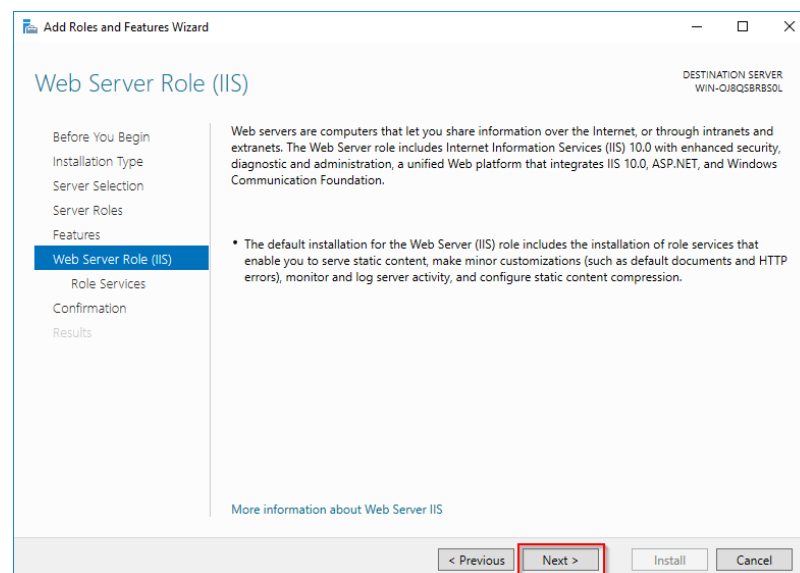 Add Roles and Features Wizard
Web Server Role (IIS)
DESTINATION SERVER
WIN-OJ8QSBRBS0L
Before You Begin
Installation Type
Server Selection
Server Roles
Features
Web Server Role (IIS)
Role Services
Confirmation
Results
Web servers are computers that let you share information over the Internet, or through intranets and
extranets. The Web Server role includes Internet Information Services (IIS) 10.0 with enhanced security,
diagnostic and administration, a unified Web platform that integrates IIS 10.0, ASP.NET, and Windows
Communication Foundation.
• The default installation for the Web Server (IIS) role includes the installation of role services that
enable you to serve static content, make minor customizations (such as default documents and HTTP
errors), monitor and log server activity, and configure static content compression.
More information about Web Server IIS
< Previous
Next >
Install
Cancel